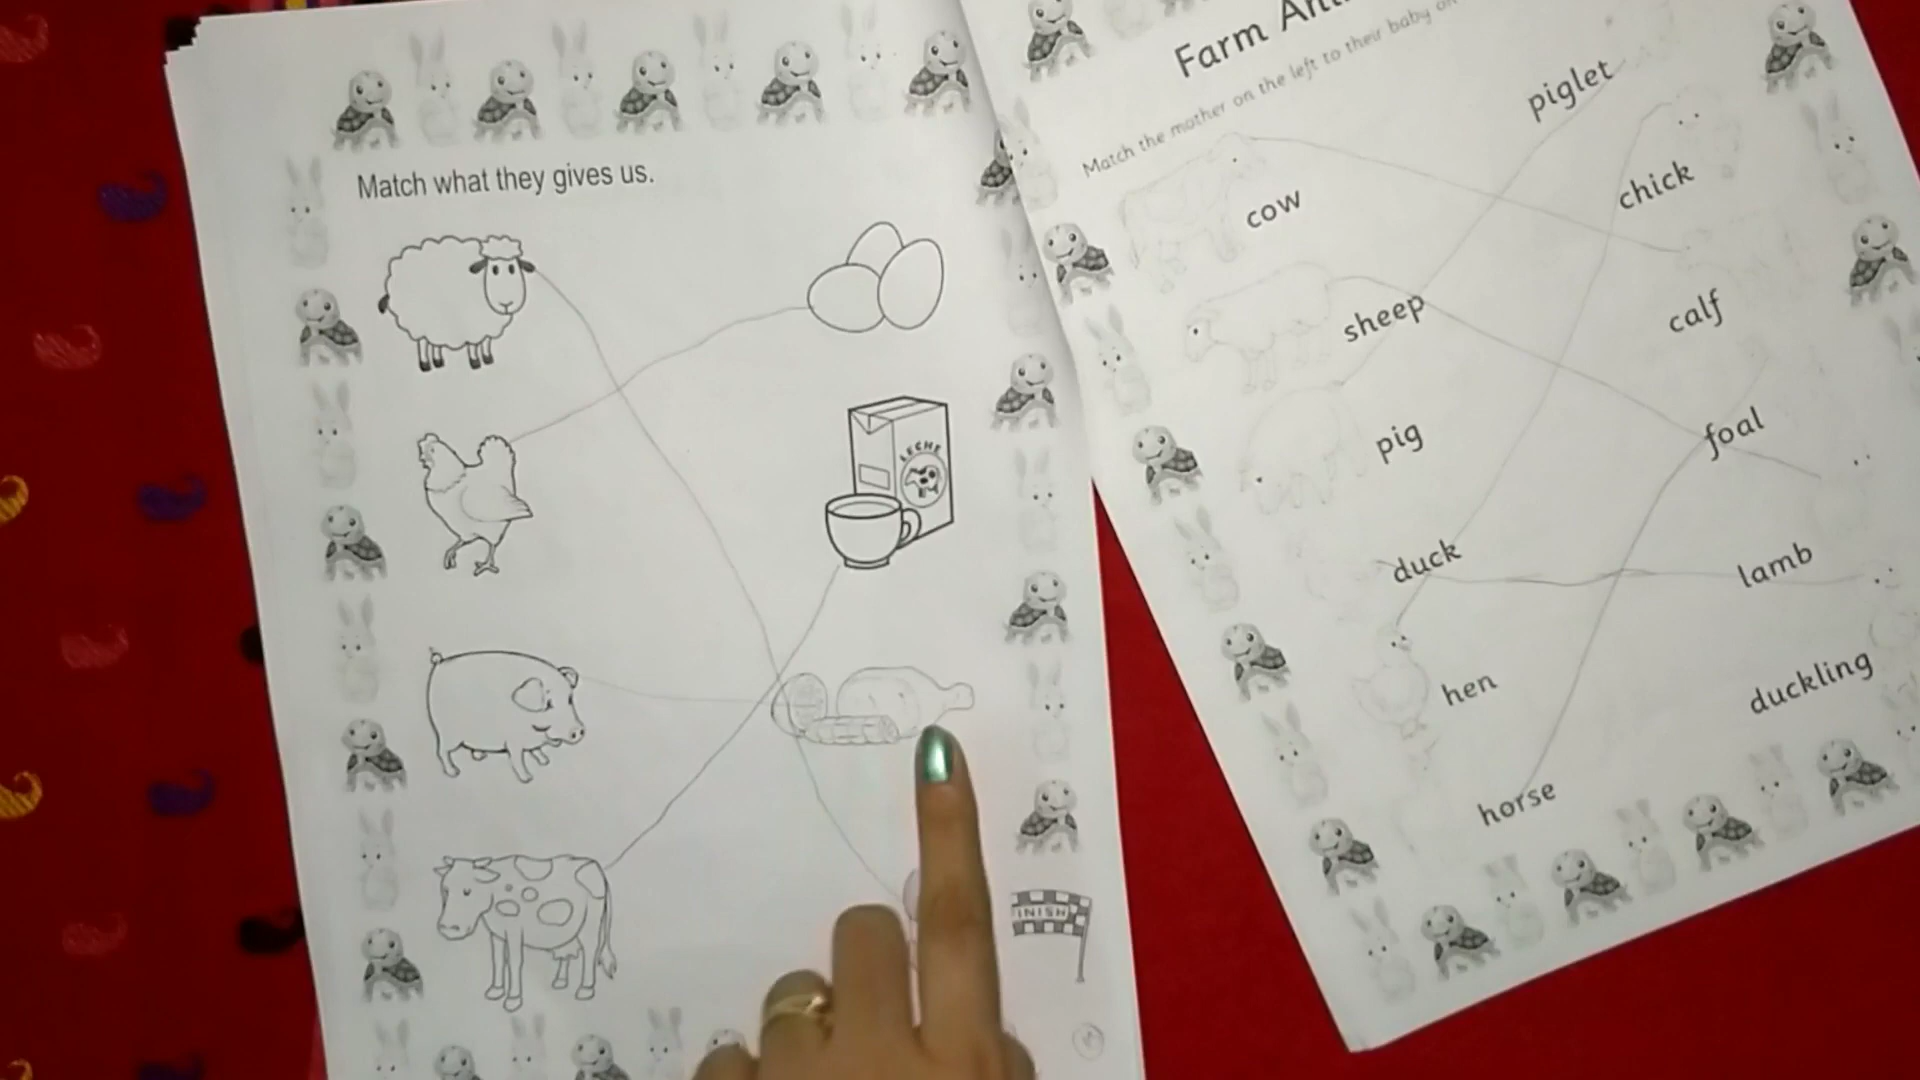 Match what they gives us.
LECHE
FINISH
Farm
Match the mother on the left to their baby on
cow
sheep
pig
duck
hen
horse
piglet
chick
calf
foal
lamb
duckling